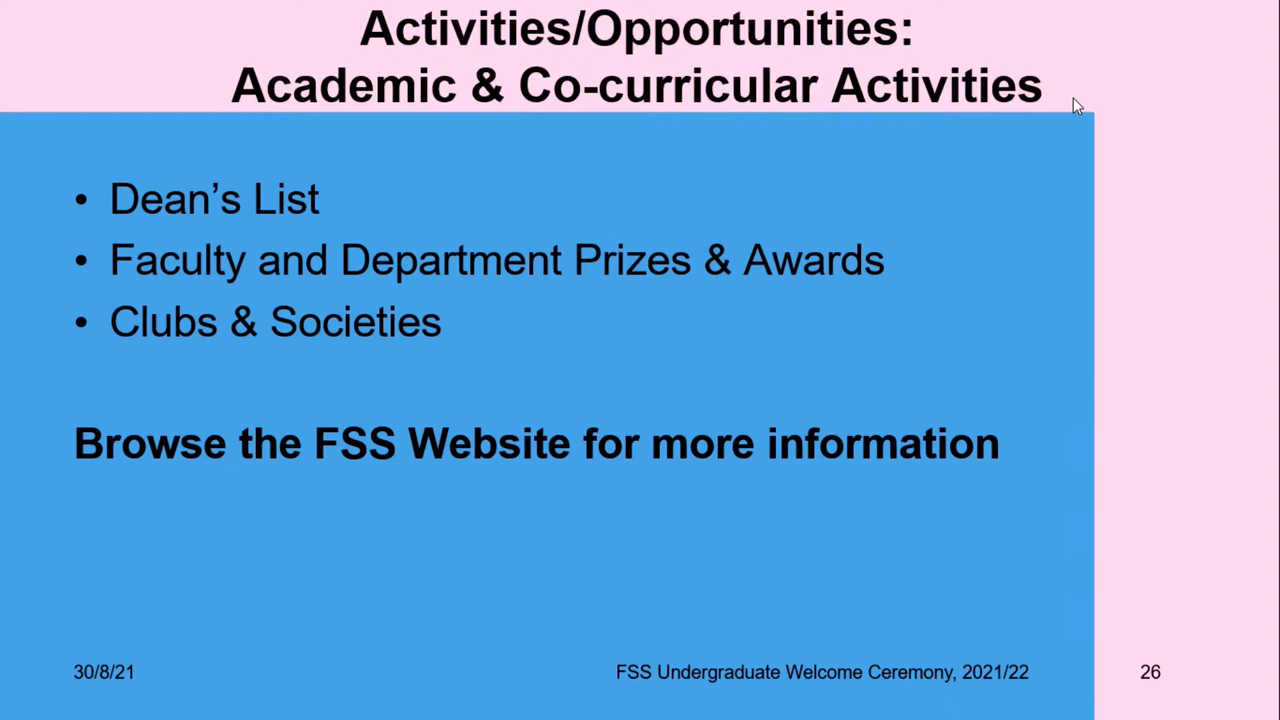 Activities/Opportunities:
Academic & Co-curricular Activities
• Dean’s List
• Faculty and Department Prizes & Awards
• Clubs & Societies
Browse the FSS Website for more information
30/8/21
FSS Undergraduate Welcome Ceremony, 2021/22
26